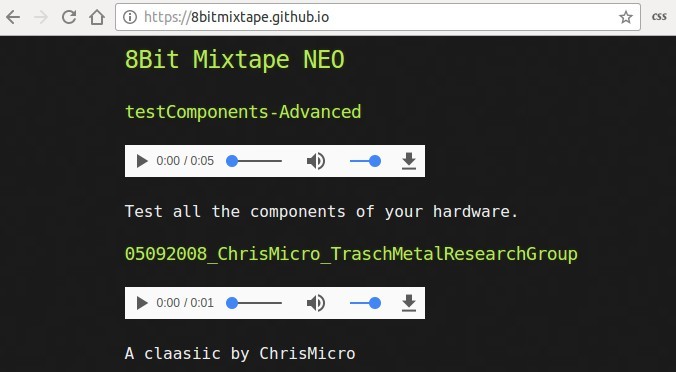 https://8bitmixtape.github.io
css
8Bit Mixtape NEO
testComponents-Advanced
0:00 / 0:05
Test all the components of your hardware.
05092008_ChrisMicro_TraschMetalResearchGroup
0:00 / 0:01
A claasiic by ChrisMicro